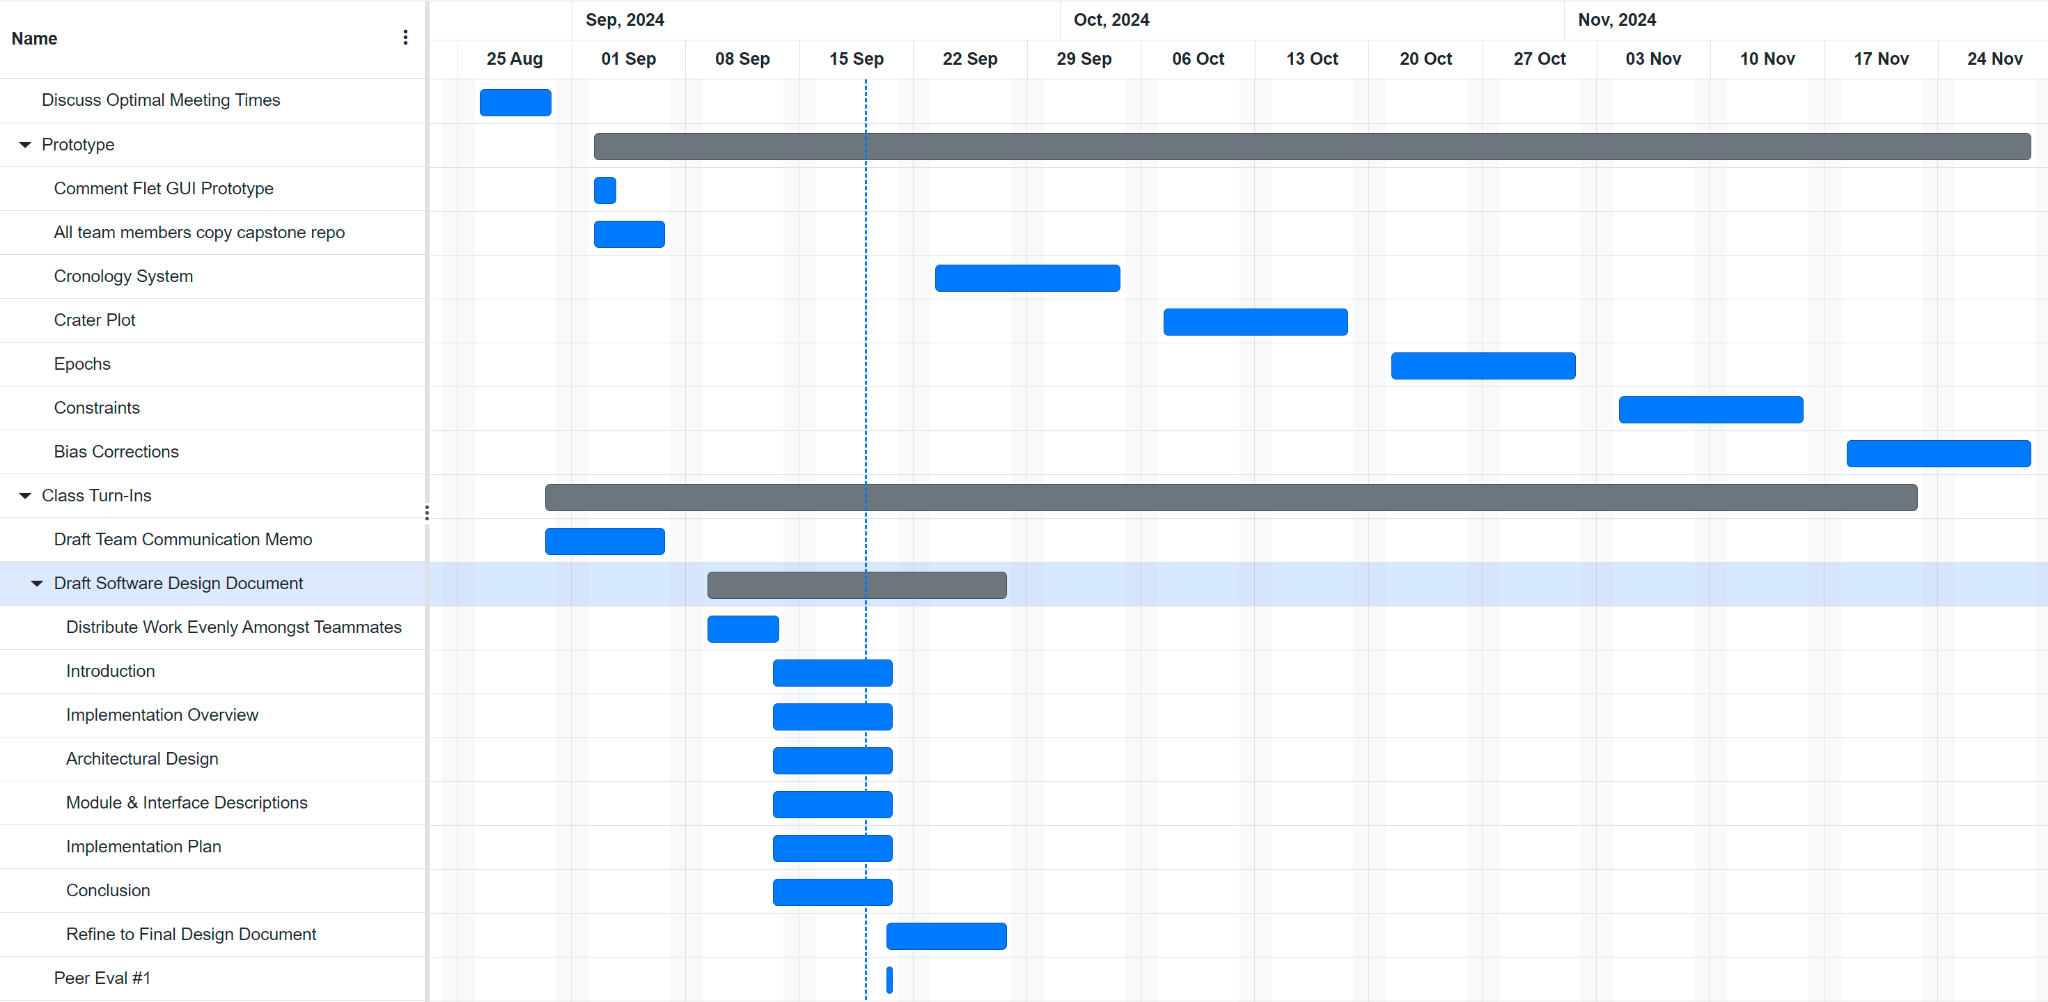 Name
Sep, 2024 Oct, 2024 Nov, 2024
25 Aug 01 Sep 08 Sep 15 Sep 22 Sep 29 Sep 06 Oct 13 Oct 20 Oct 27 Oct 03 Nov 10 Nov 17 Nov 24 Nov
Discuss Optimal Meeting Times
Prototype
Comment Flet GUI Prototype
All team members copy capstone repo
Cronology System
Crater Plot
Epochs
Constraints
Bias Corrections
Class Turn-Ins
Draft Team Communication Memo
Draft Software Design Document
Distribute Work Evenly Amongst Teammates
Introduction
Implementation Overview
Architectural Design
Module & Interface Descriptions
Implementation Plan
Conclusion
Refine to Final Design Document
Peer Eval #1